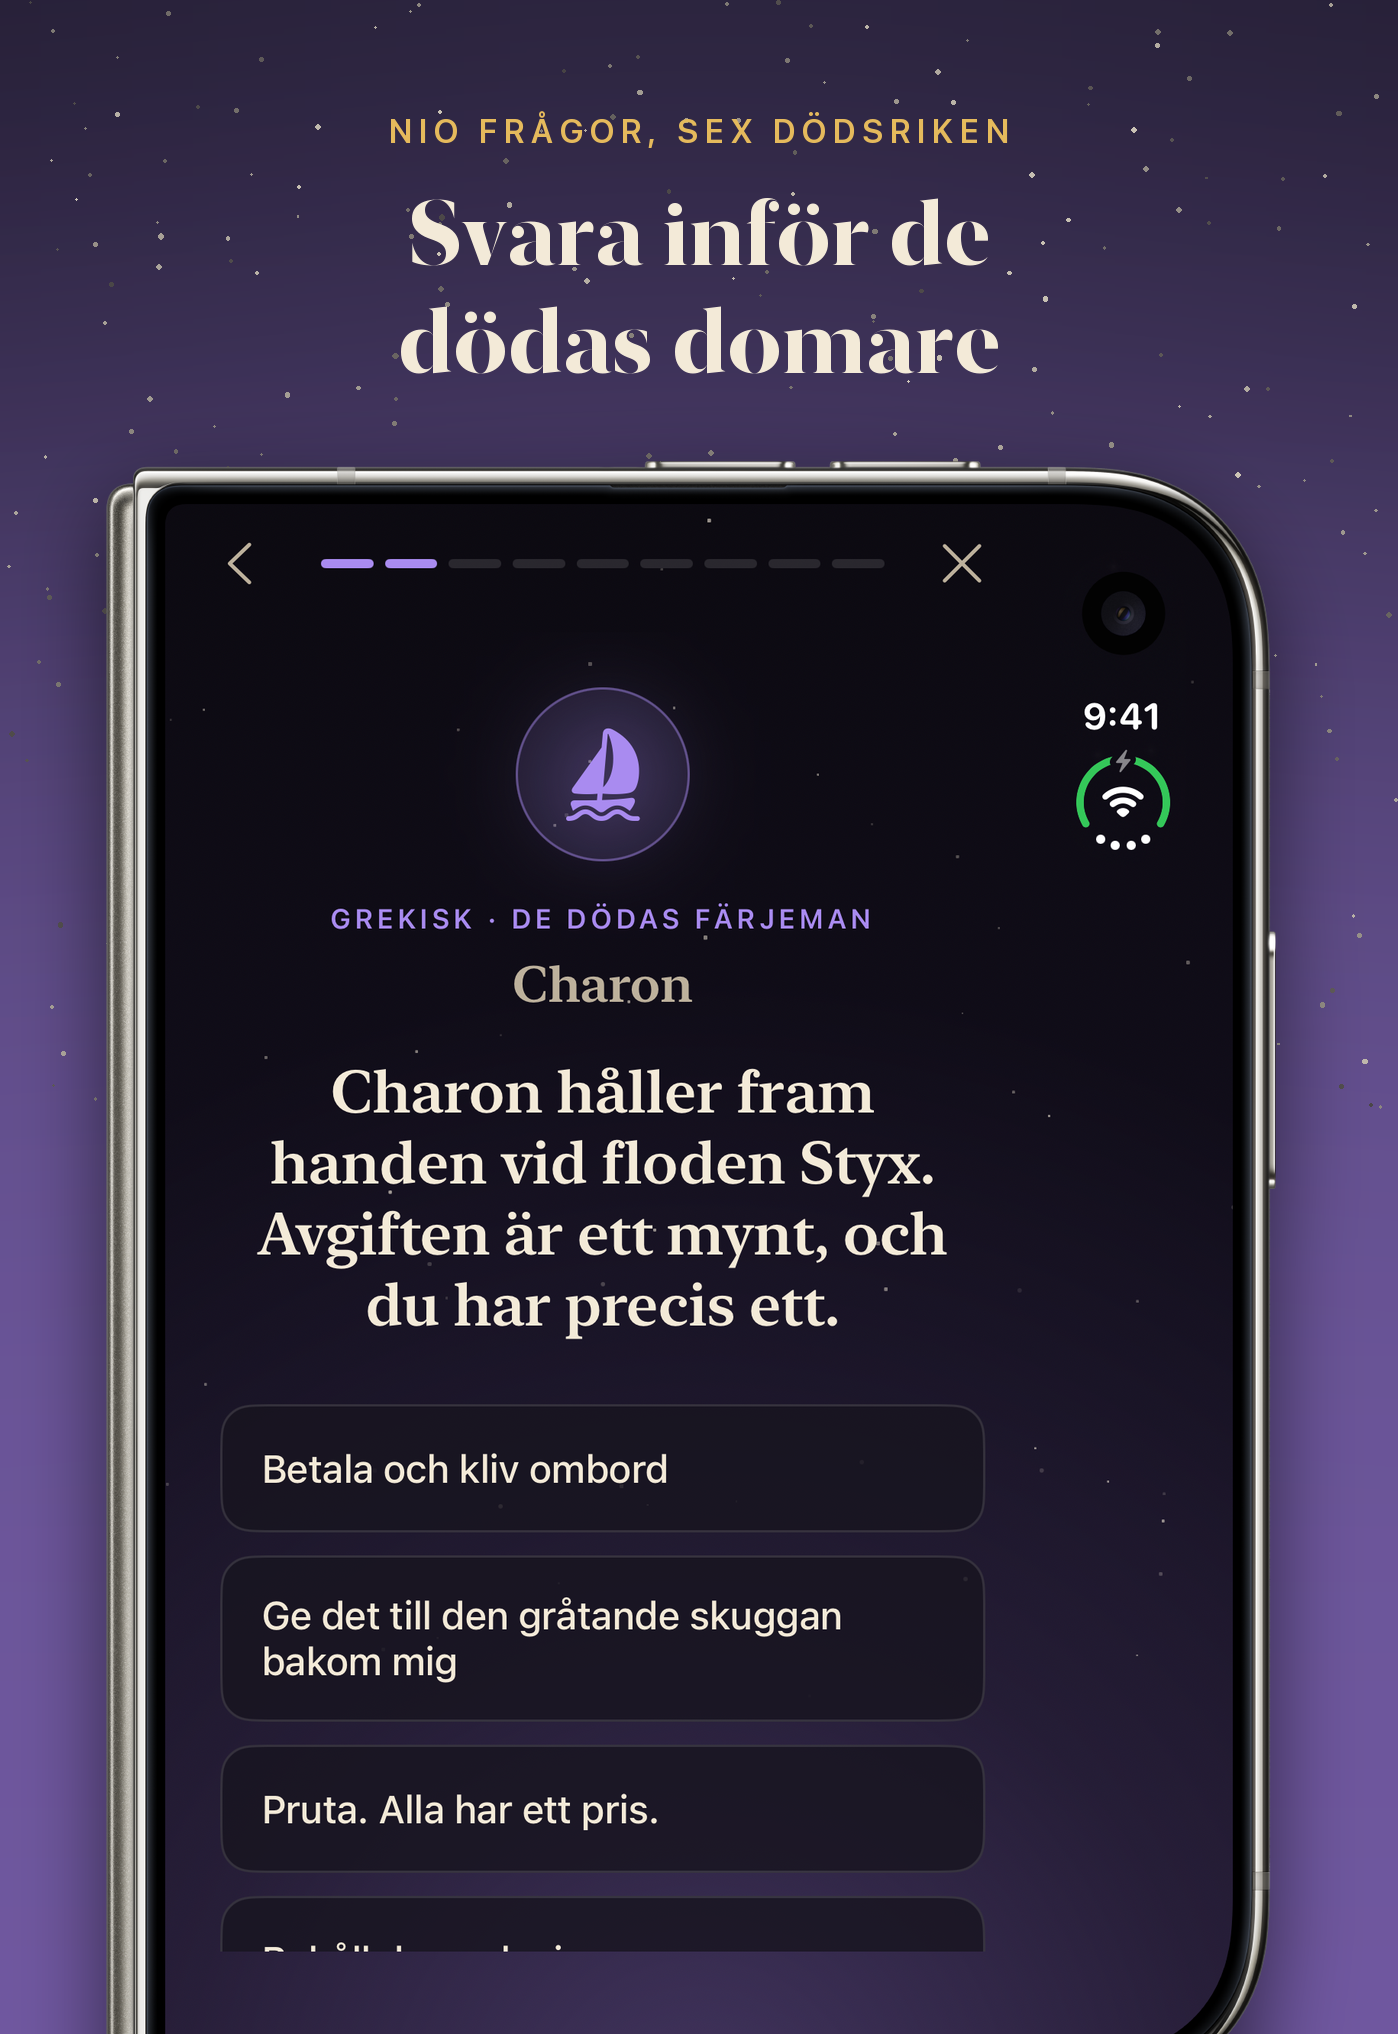 NIO FRÅGOR, SEX DÖDSRIKEN
Svara inför de
dödas domare
9:41
GREKISK · DE DÖDAS FÄRJEMAN
Charon
Charon håller fram
handen vid floden Styx.
Avgiften är ett mynt, och
du har precis ett.
Betala och kliv ombord
Ge det till den gråtande skuggan
bakom mig
Pruta. Alla har ett pris.